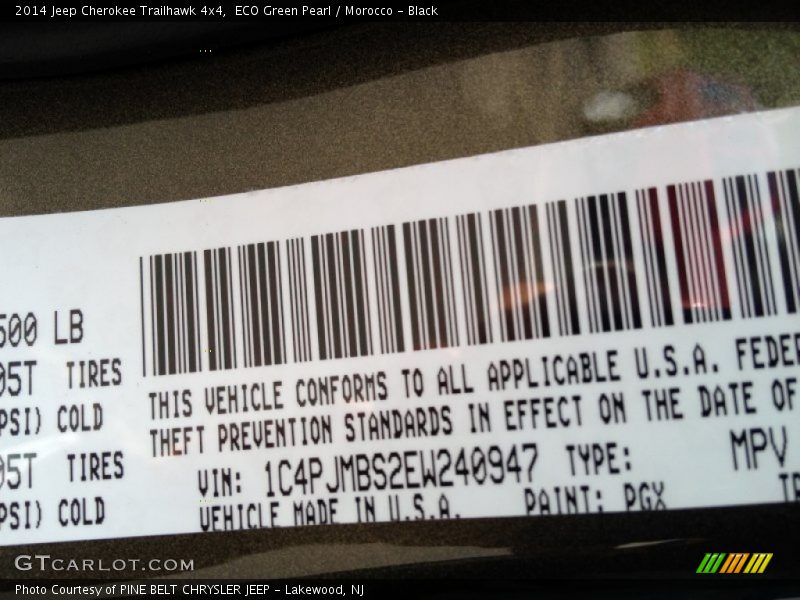 2014 Jeep Cherokee Trailhawk 4x4,  ECO Green Pearl / Morocco - Black
500 LB
05T TIRES
PSI) COLD
05T TIRES
PSI) COLD
THIS VEHICLE CONFORMS TO ALL APPLICABLE U.S.A. FEDER
THEFT PREVENTION STANDARDS IN EFFECT ON THE DATE OF
VIN: 1C4PJMBS2EW240947 TYPE: MPV
VEHICLE MADE IN U.S.A. PAINT: PGX
GTCARLOT.COM
Photo Courtesy of PINE BELT CHRYSLER JEEP - Lakewood, NJ